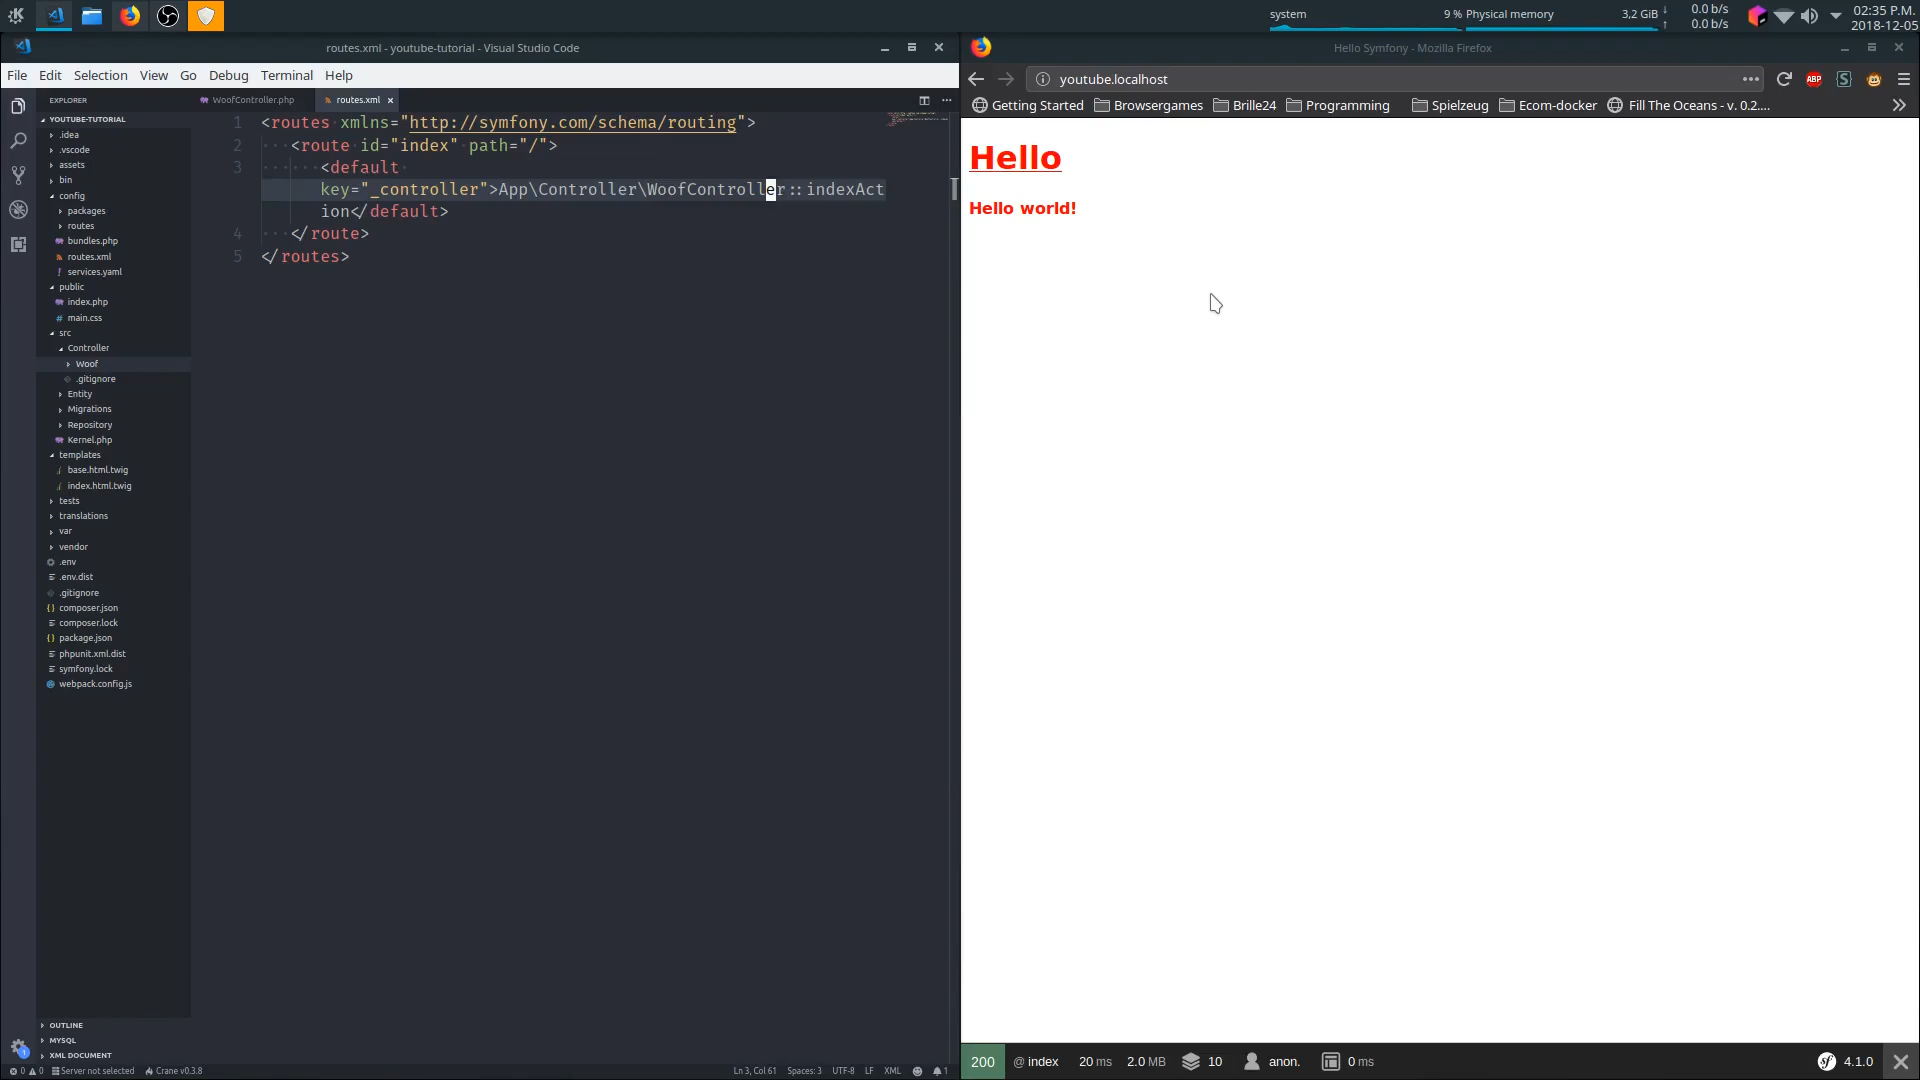 system
9 %
Physical memory
3,2 GiB
0.0 b/s
0.0 b/s
02:35 P.M.
2018-12-05
routes.xml - youtube-tutorial - Visual Studio Code
File Edit Selection View Go Debug Terminal Help
EXPLORER
YOUTUBE-TUTORIAL
.idea
.vscode
assets
bin
config
packages
routes
bundles.php
routes.xml
services.yaml
public
index.php
main.css
src
Controller
Woof
.gitignore
Entity
Migrations
Repository
Kernel.php
templates
base.html.twig
index.html.twig
tests
translations
var
vendor
.env
.env.dist
.gitignore
composer.json
composer.lock
package.json
phpunit.xml.dist
symfony.lock
webpack.config.js
OUTLINE
MYSQL
XML DOCUMENT
WoofController.php
routes.xml
1 <routes xmlns="http://symfony.com/schema/routing">
2 <route id="index" path="/">
3 <default
key="_controller">App\Controller\WoofController::indexAct
ion</default>
4 </route>
5 </routes>
0 0 Server not selected Crane v0.3.8
Ln 3, Col 61 Spaces: 3 UTF-8 LF XML 1
Hello Symfony - Mozilla Firefox
youtube.localhost
ABP
S
Getting Started Browsergames Brille24 Programming Spielzeug Ecom-docker Fill The Oceans - v. 0.2....
Hello
Hello world!
200 @ index 20 ms 2.0 MB 10 anon. 0 ms
sf 4.1.0